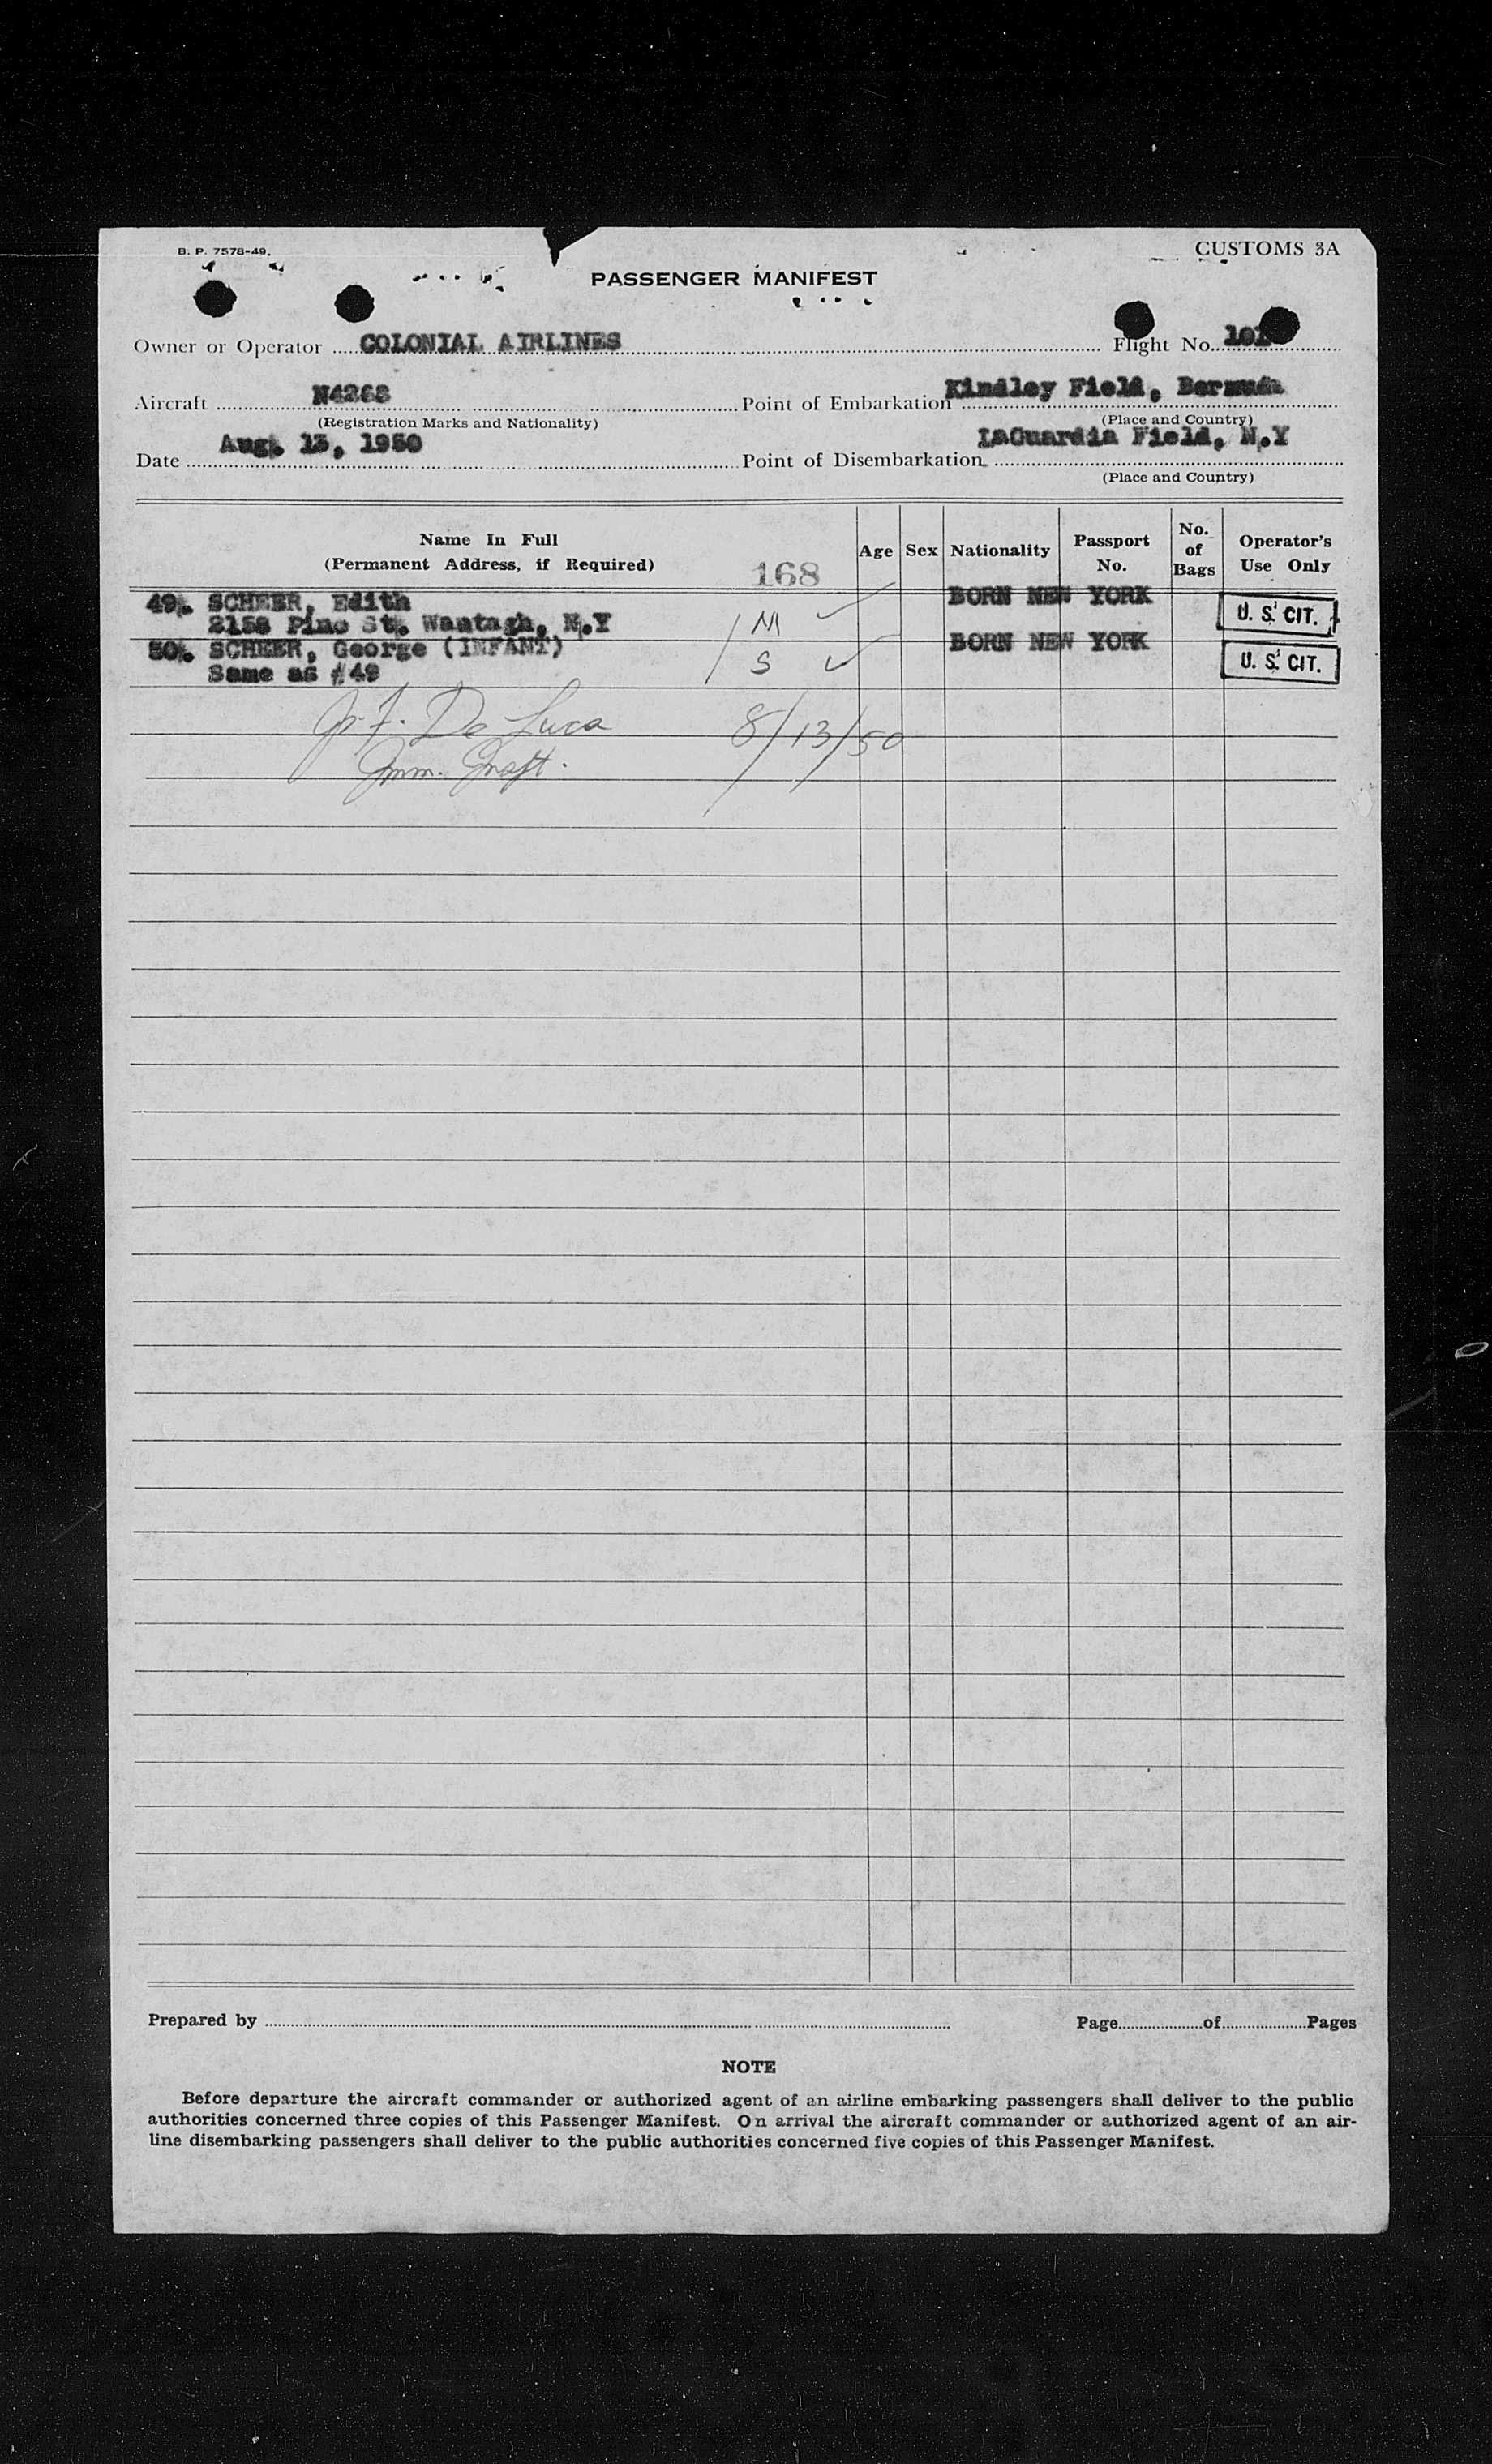 B. P. 7578-49.
CUSTOMS 3A
PASSENGER MANIFEST
Owner or Operator COLONIAL AIRLINES Flight No. 101
Aircraft N4268 Point of Embarkation Kindley Field, Bermuda
(Registration Marks and Nationality) (Place and Country)
Date Aug. 13, 1950 Point of Disembarkation LaGuardia Field, N.Y
(Place and Country)
Name In Full (Permanent Address, if Required) 168 Age Sex Nationality Passport No. No. of Bags Operator's Use Only
49. SCHEER, Edith BORN NEW YORK U. S. CIT.
2158 Pine St. Wantagh, N.Y M
50. SCHEER, George (INFANT) BORN NEW YORK U. S. CIT.
Same as #49 S
De Luca 8/13/50
Imm. Inspt.
Prepared by Page of Pages
NOTE
Before departure the aircraft commander or authorized agent of an airline embarking passengers shall deliver to the public
authorities concerned three copies of this Passenger Manifest. On arrival the aircraft commander or authorized agent of an air-
line disembarking passengers shall deliver to the public authorities concerned five copies of this Passenger Manifest.